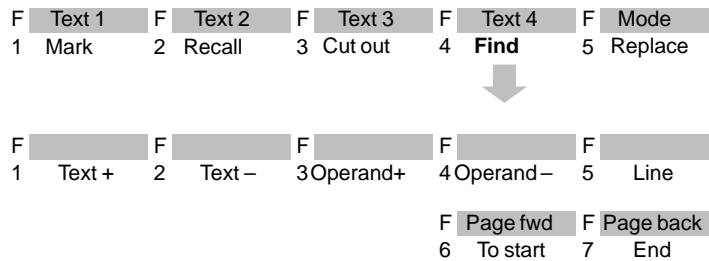 F Text 1 F Text 2 F Text 3 F Text 4 F Mode
1 Mark 2 Recall 3 Cut out 4 Find 5 Replace
F F F F F
1 Text + 2 Text – 3 Operand+ 4 Operand – 5 Line
F Page fwd F Page back
6 To start 7 End